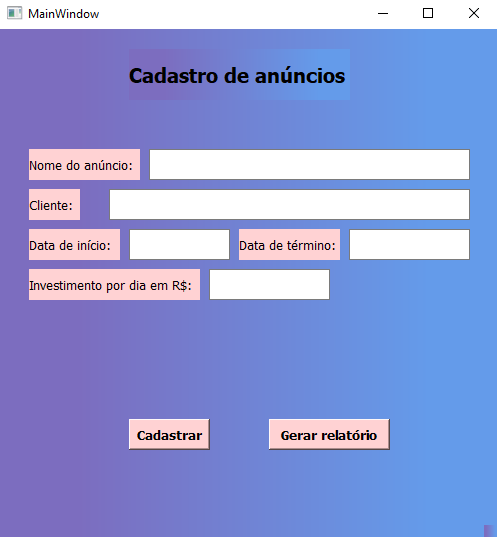 MainWindow
Cadastro de anúncios
Nome do anúncio:
Cliente:
Data de início: Data de término:
Investimento por dia em R$:
Cadastrar Gerar relatório